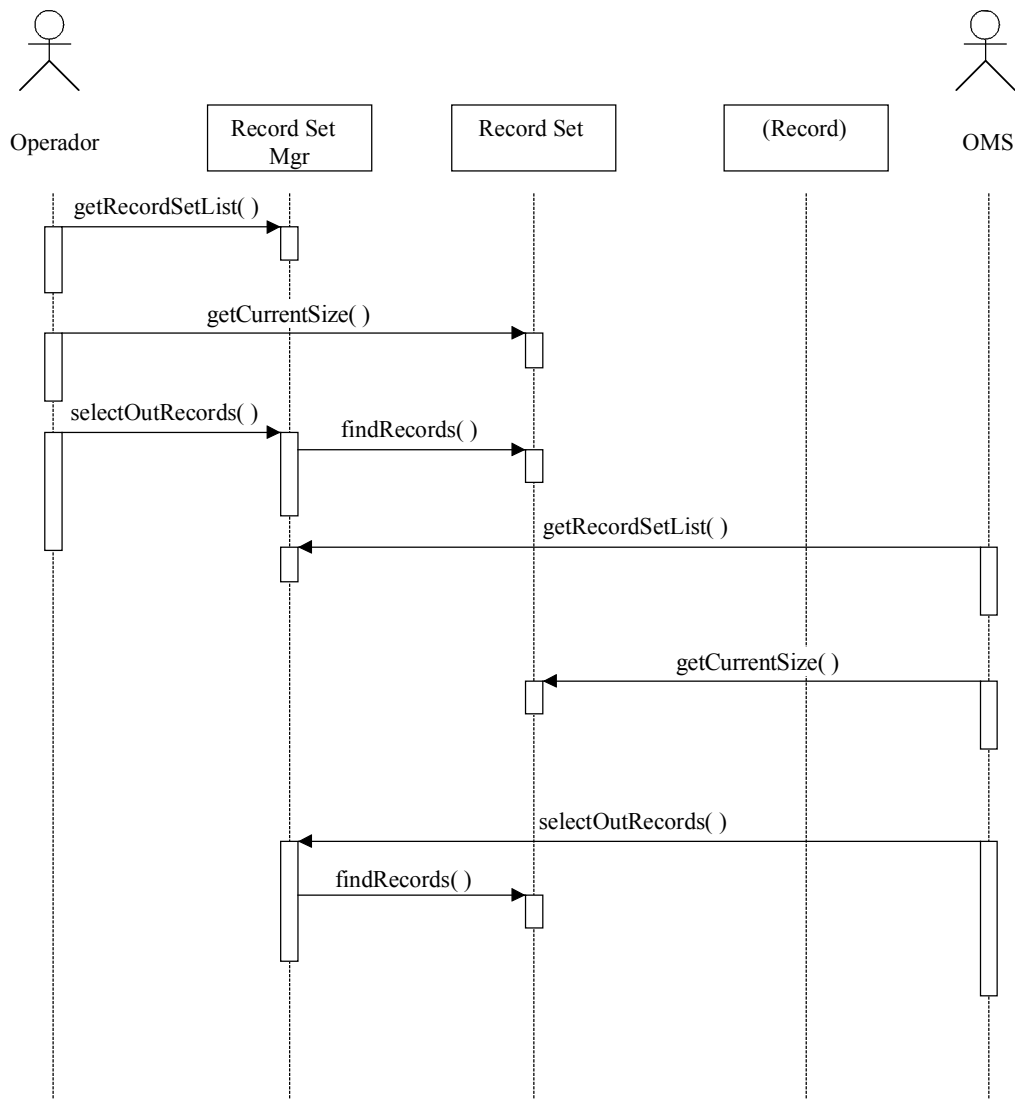 Operador
Record Set
Mgr
Record Set
(Record)
OMS
getRecordSetList( )
getCurrentSize( )
selectOutRecords( )
findRecords( )
getRecordSetList( )
getCurrentSize( )
selectOutRecords( )
findRecords( )